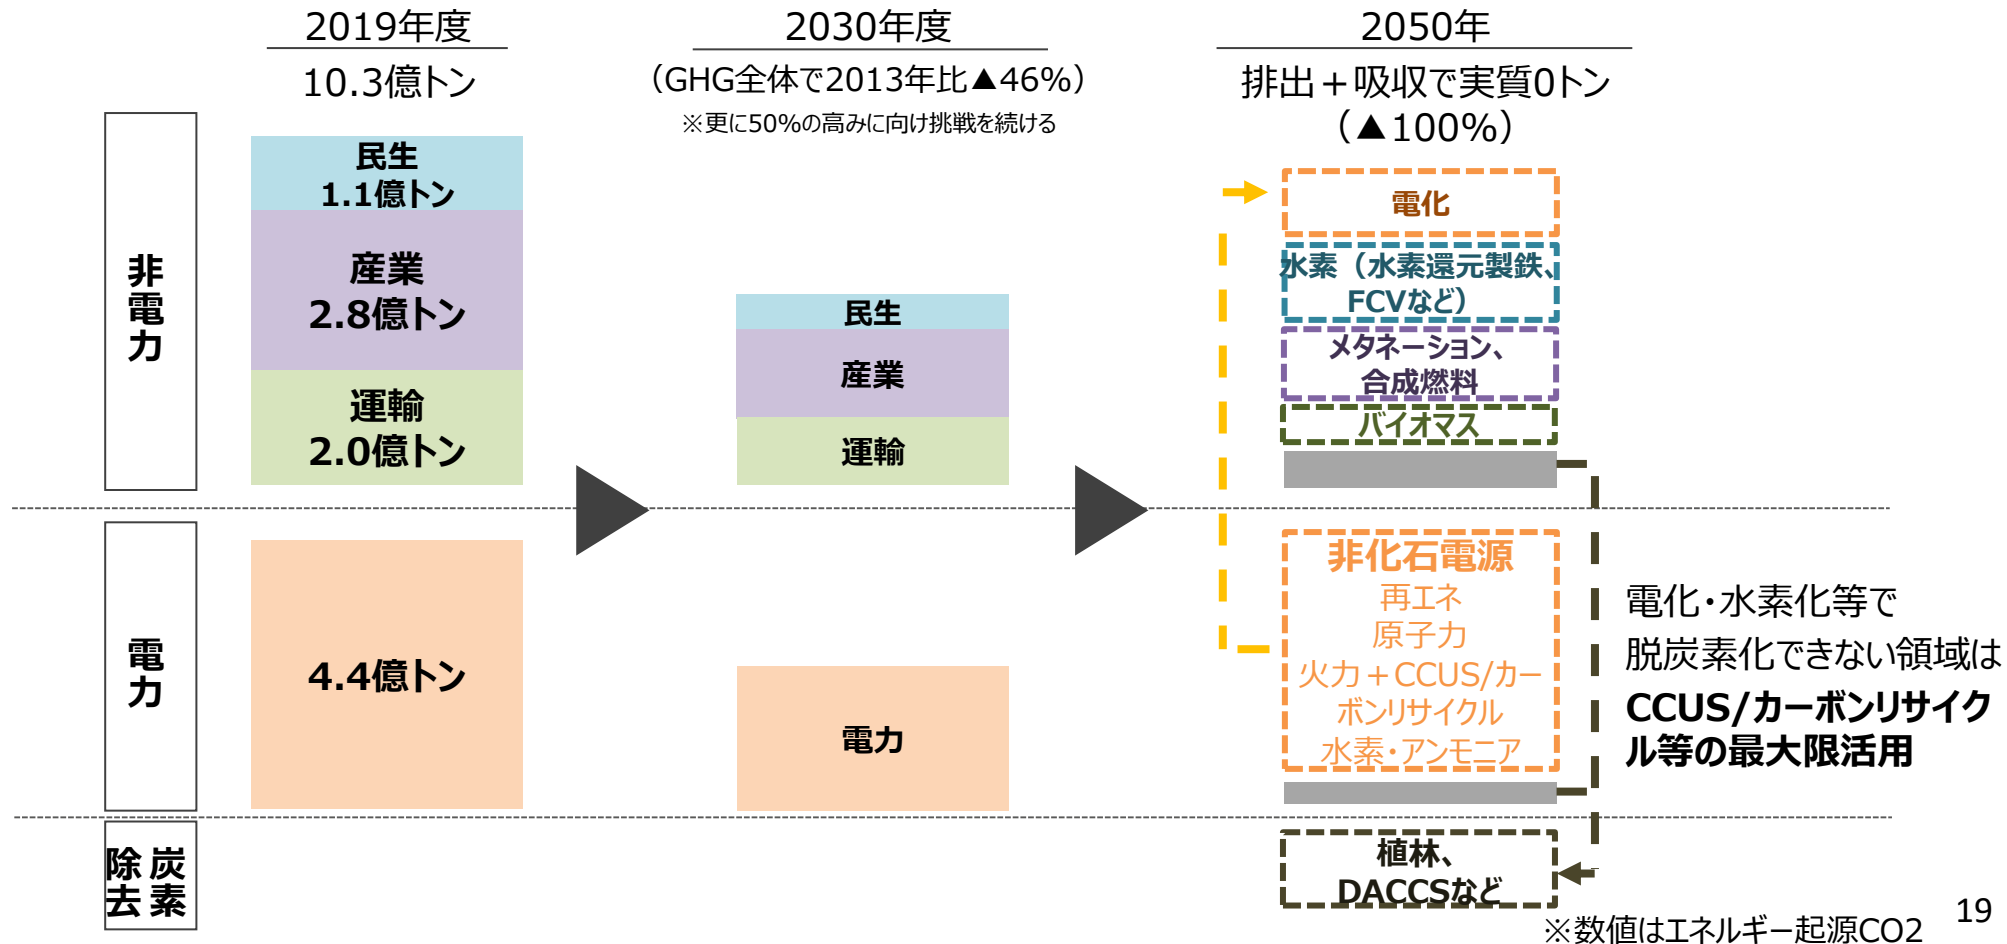 2019年度
10.3億トン
2030年度
（GHG全体で2013年比▲46%）
※更に50%の高みに向け挑戦を続ける
2050年
排出＋吸収で実質0トン
（▲100%）
非電力
民生
1.1億トン
産業
2.8億トン
運輸
2.0億トン
民生
産業
運輸
電化
水素（水素還元製鉄、
FCVなど）
メタネーション、
合成燃料
バイオマス
電力
4.4億トン
電力
非化石電源
再エネ
原子力
火力＋CCUS/カー
ボンリサイクル
水素・アンモニア
電化・水素化等で
脱炭素化できない領域は
CCUS/カーボンリサイク
ル等の最大限活用
炭素
除去
植林、
DACCSなど
※数値はエネルギー起源CO2
19